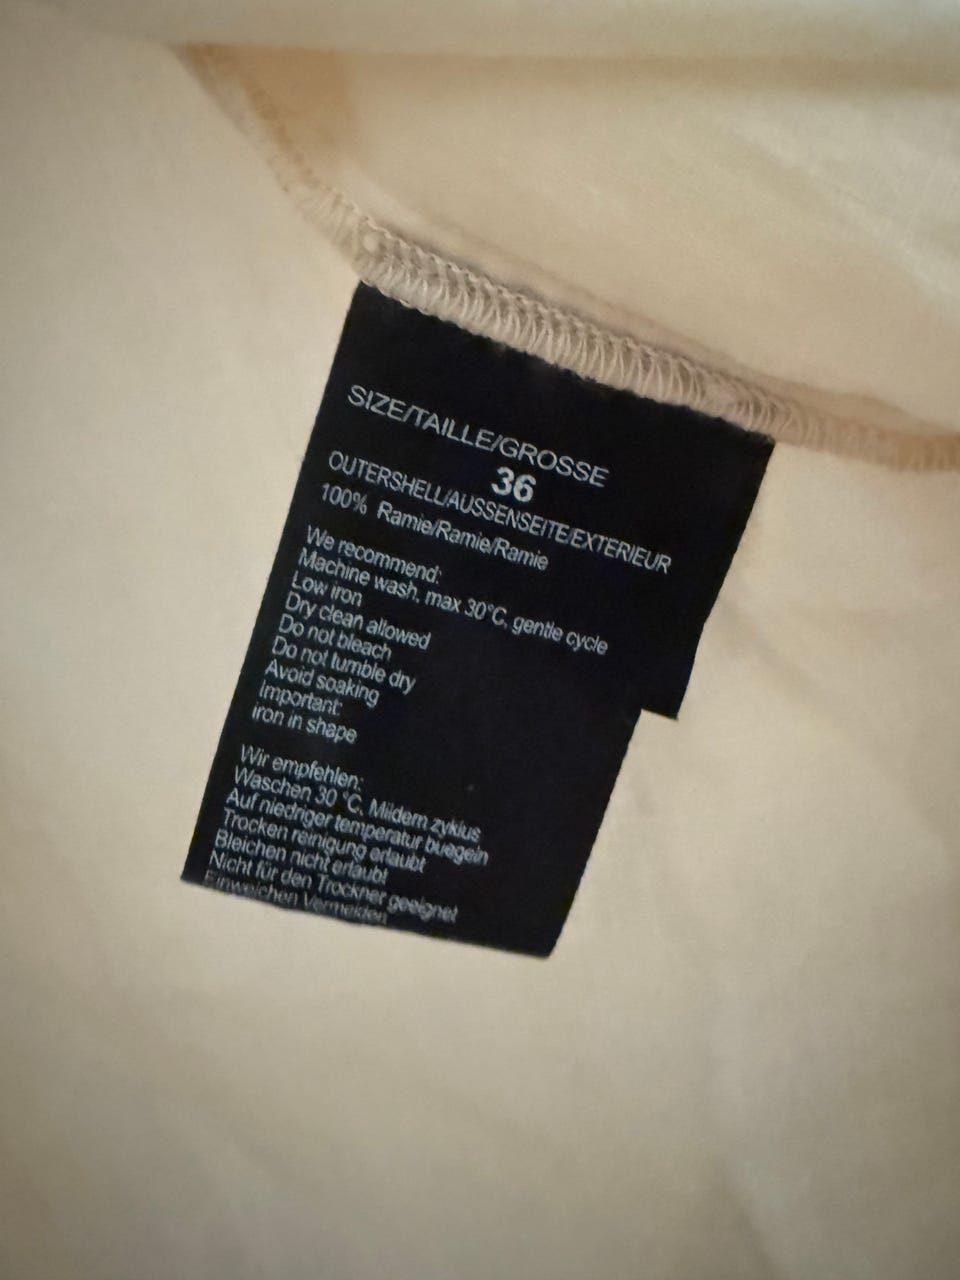 SIZE/TAILLE/GROSSE
36
OUTERSHELL/AUSSENSEITE/EXTERIEUR
100% Ramie/Ramie/Ramie
We recommend:
Machine wash, max 30°C, gentle cycle
Low iron
Dry clean allowed
Do not bleach
Do not tumble dry
Avoid soaking
Important:
iron in shape
Wir empfehlen:
Waschen 30 °C. Mildern zyklus
Auf niedriger temperatur buegeln
Trocken reinigung erlaubt
Bleichen nicht erlaubt
Nicht für den Trockner geeignet
Einweichen Vermeiden